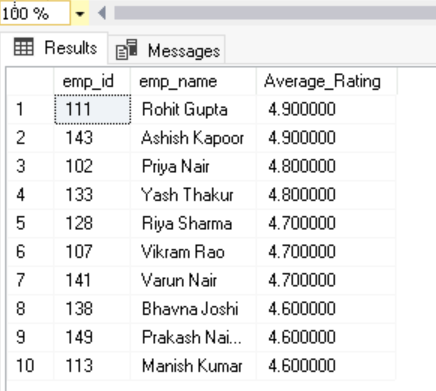 100 %
Results Messages
emp_id emp_name Average_Rating
1 111 Rohit Gupta 4.900000
2 143 Ashish Kapoor 4.900000
3 102 Priya Nair 4.800000
4 133 Yash Thakur 4.800000
5 128 Riya Sharma 4.700000
6 107 Vikram Rao 4.700000
7 141 Varun Nair 4.700000
8 138 Bhavna Joshi 4.600000
9 149 Prakash Nai... 4.600000
10 113 Manish Kumar 4.600000